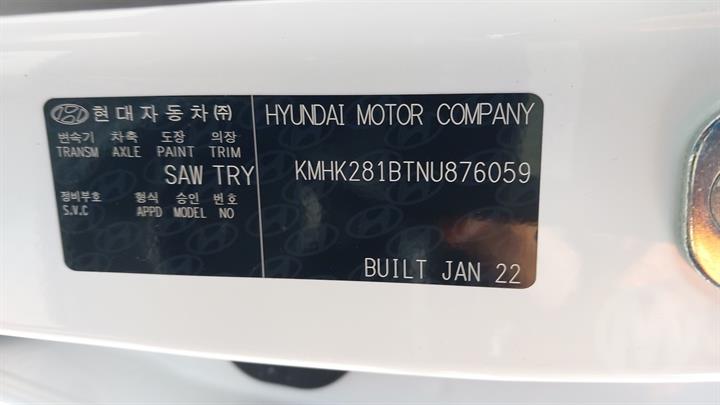 현대자동차㈜
변속기 차축 도장 의장
TRANSM AXLE PAINT TRIM
SAW TRY
정비부호 형식 승인 번호
S.V.C APPD MODEL NO
HYUNDAI MOTOR COMPANY
KMHK281BTNU876059
BUILT JAN 22